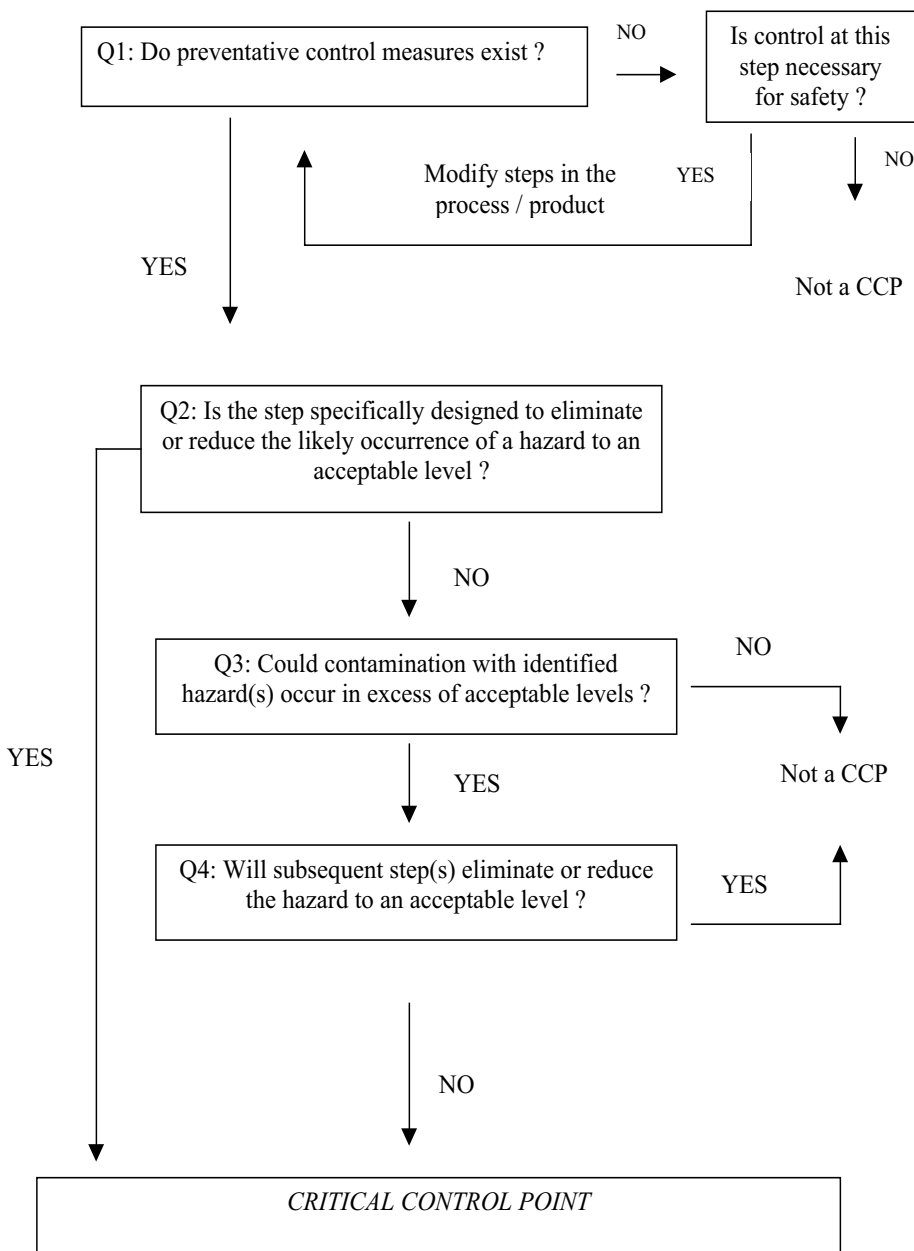 Q1: Do preventative control measures exist ?
NO
Is control at this
step necessary
for safety ?
NO
YES
Modify steps in the
process / product
YES
Not a CCP
Q2: Is the step specifically designed to eliminate
or reduce the likely occurrence of a hazard to an
acceptable level ?
NO
Q3: Could contamination with identified
hazard(s) occur in excess of acceptable levels ?
NO
YES
YES
Not a CCP
Q4: Will subsequent step(s) eliminate or reduce
the hazard to an acceptable level ?
YES
NO
CRITICAL CONTROL POINT